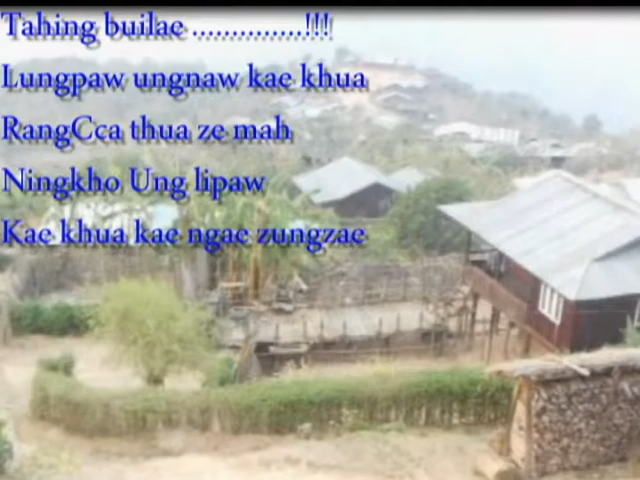 Tahing builae ..............!!!
Lungpaw ungnaw kae khua
RangCca thua ze mah
Ningkho Ung lipaw
Kae khua kae ngae zungzae